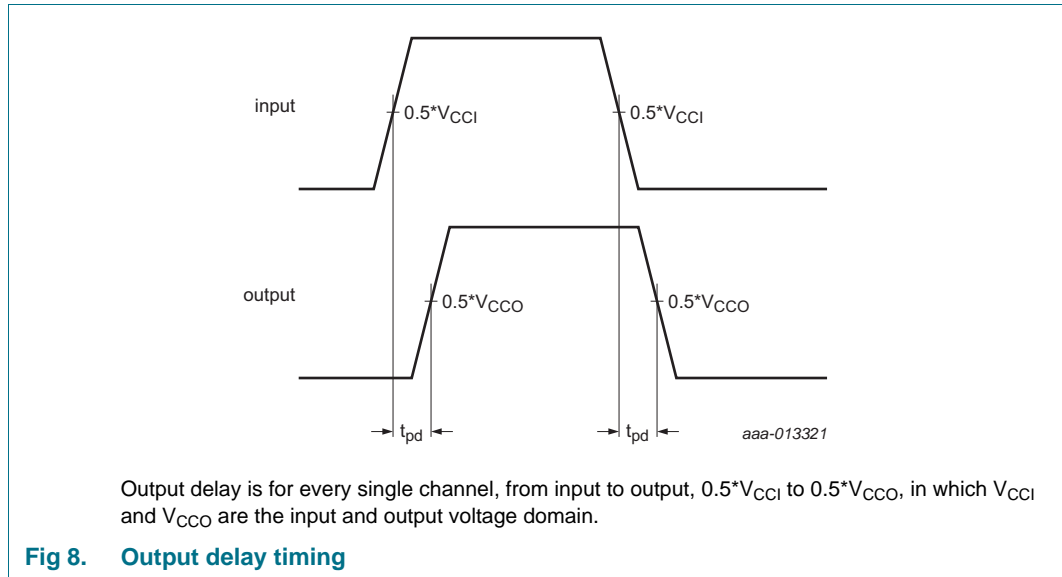 input
0.5*VCCI
0.5*VCCI
output
0.5*VCCO
0.5*VCCO
tpd
tpd
aaa-013321
Output delay is for every single channel, from input to output, 0.5*VCCI to 0.5*VCCO, in which VCCI
and VCCO are the input and output voltage domain.
Fig 8. Output delay timing